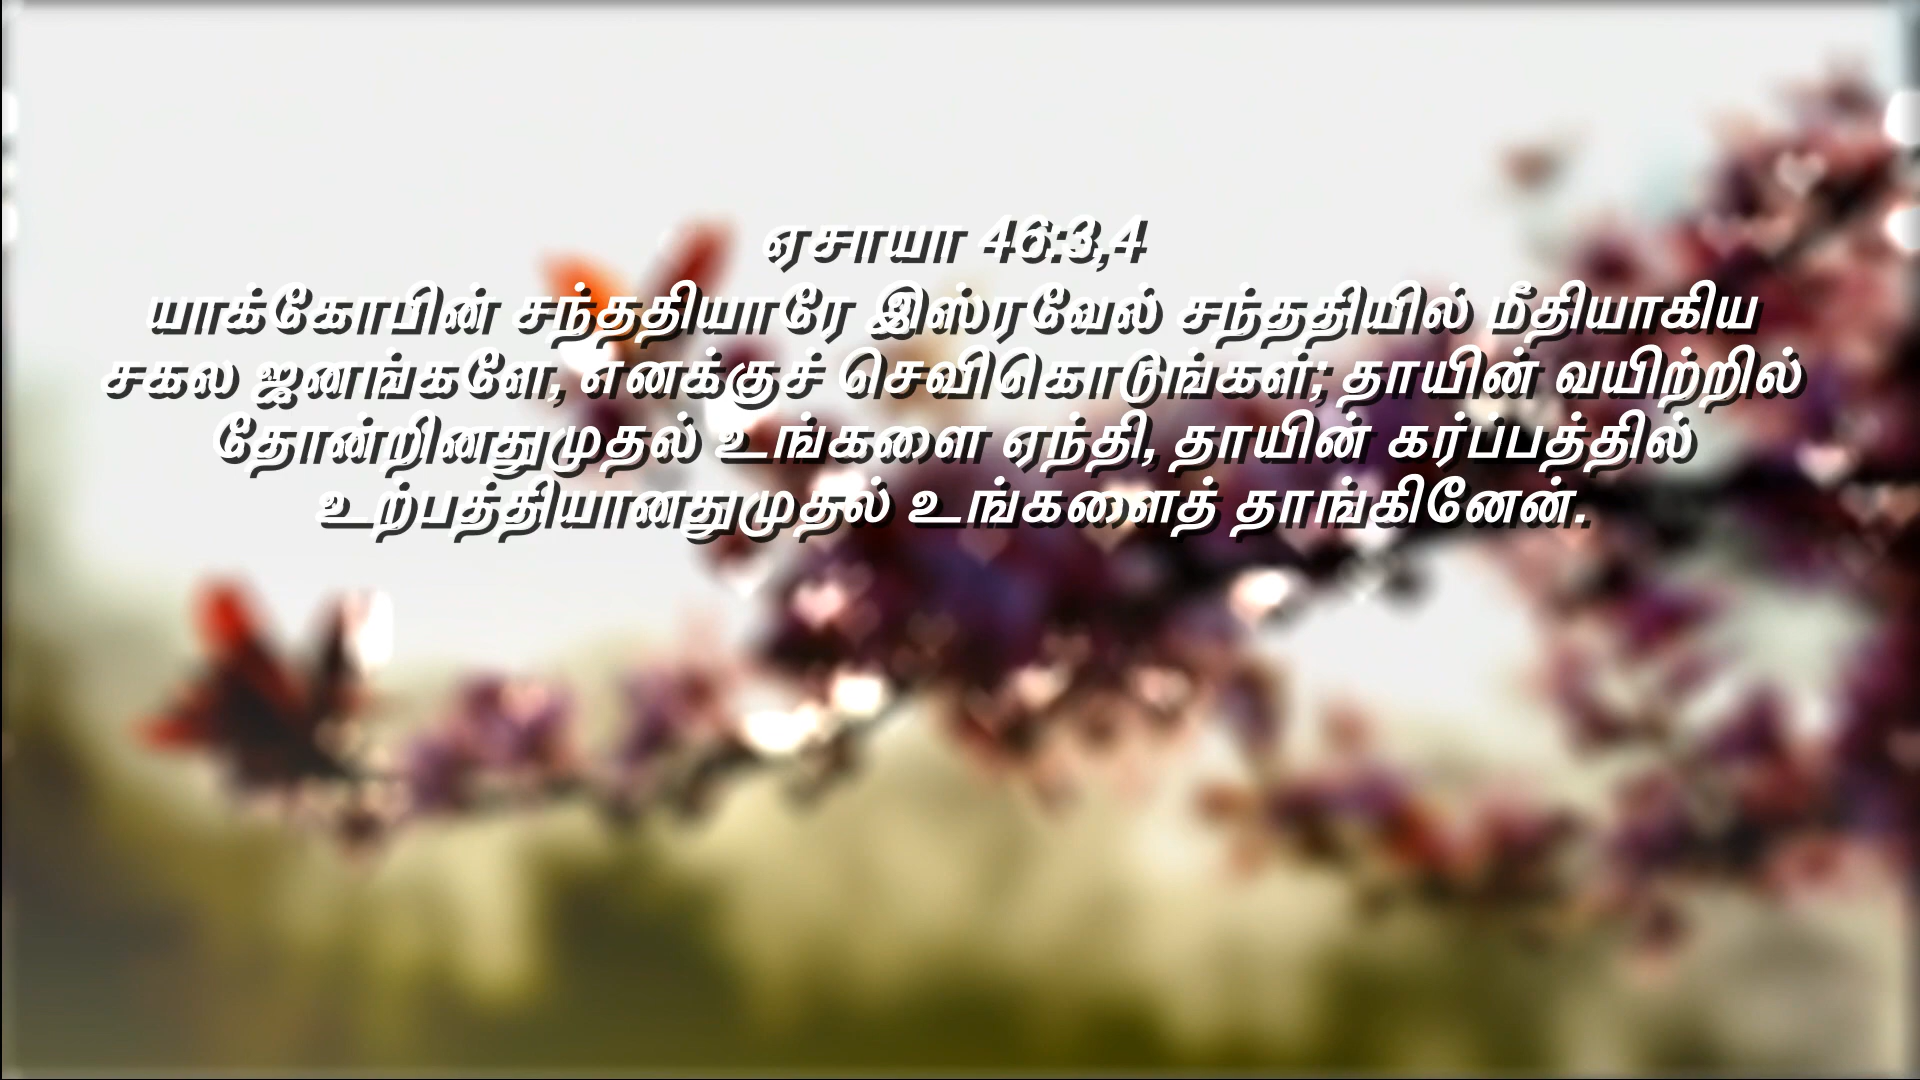 ஏசாயா 46:3,4
யாக்கோபின் சந்ததியாரே இஸ்ரவேல் சந்ததியில் மீதியாகிய
சகல ஜனங்களே, எனக்குச் செவிகொடுங்கள்; தாயின் வயிற்றில்
தோன்றினதுமுதல் உங்களை ஏந்தி, தாயின் கர்ப்பத்தில்
உற்பத்தியானதுமுதல் உங்களைத் தாங்கினேன்.